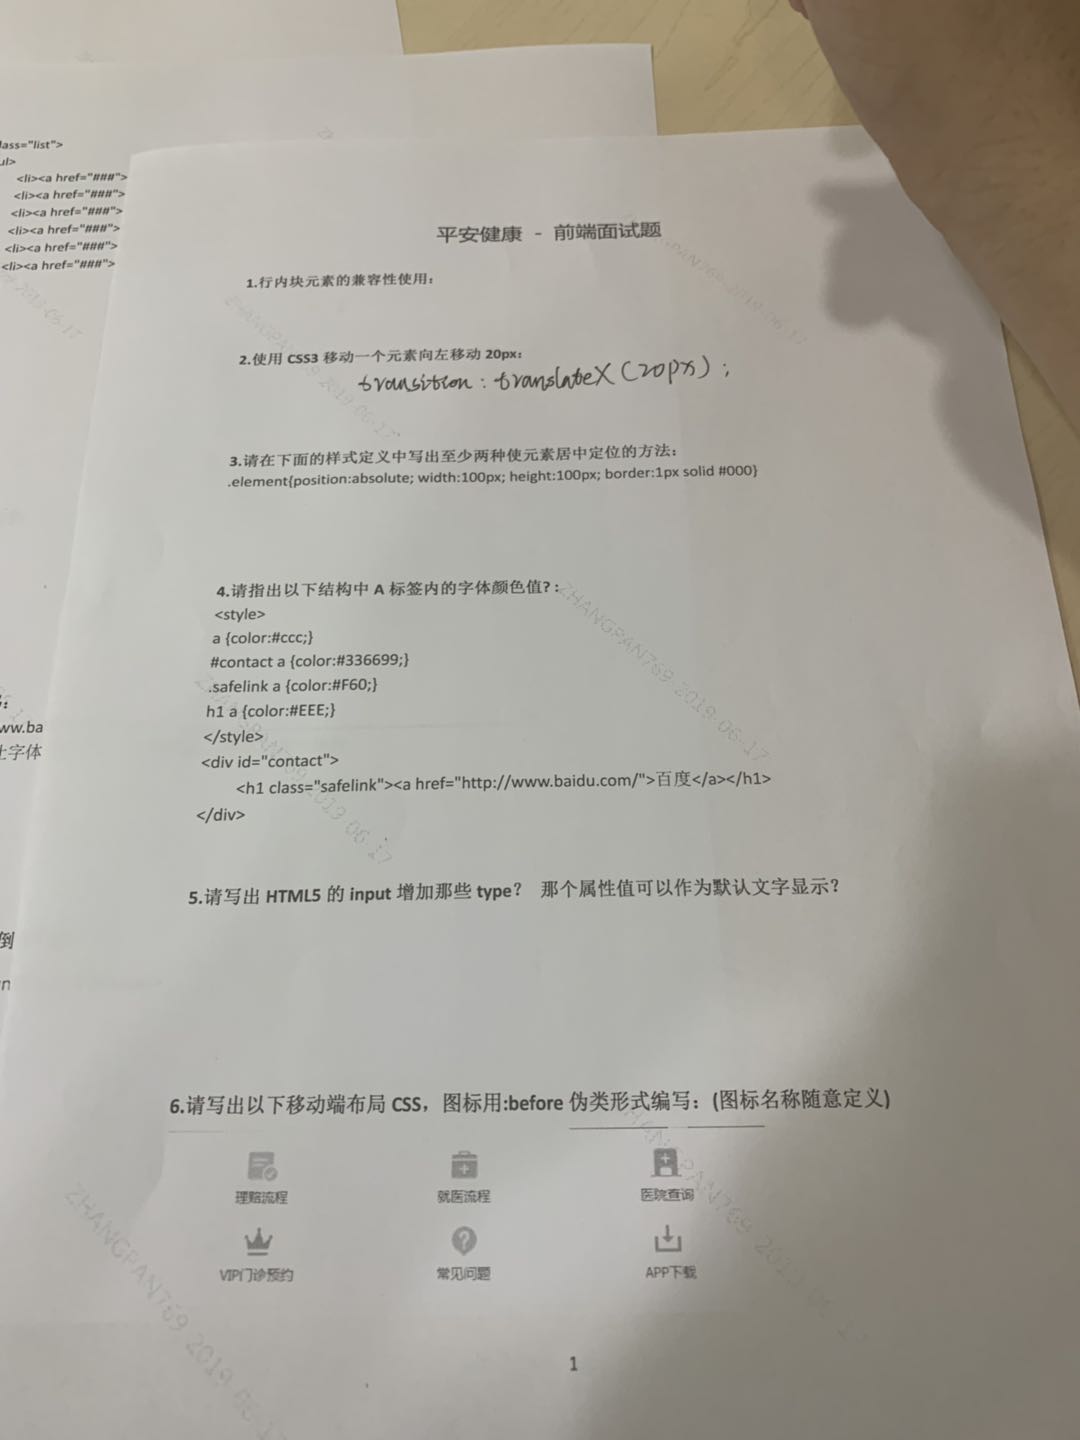 lass="list">
ul>
<li><a href="###">
<li><a href="###">
<li><a href="###">
<li><a href="###">
<li><a href="###">
<li><a href="###">
ww.ba
上字体
倒
平安健康 - 前端面试题
1.行内块元素的兼容性使用：
2.使用 CSS3 移动一个元素向左移动 20px：
transition : translateX (20px) ;
3.请在下面的样式定义中写出至少两种使元素居中定位的方法：
.element{position:absolute; width:100px; height:100px; border:1px solid #000}
4.请指出以下结构中 A 标签内的字体颜色值?：
<style>
a {color:#ccc;}
#contact a {color:#336699;}
.safelink a {color:#F60;}
h1 a {color:#EEE;}
</style>
<div id="contact">
<h1 class="safelink"><a href="http://www.baidu.com/">百度</a></h1>
</div>
5.请写出 HTML5 的 input 增加那些 type？ 那个属性值可以作为默认文字显示？
6.请写出以下移动端布局 CSS，图标用:before 伪类形式编写：(图标名称随意定义)
理赔流程 就医流程 医院查询
VIP门诊预约 常见问题 APP下载
1
ZHANGPAN769 2019-06-17